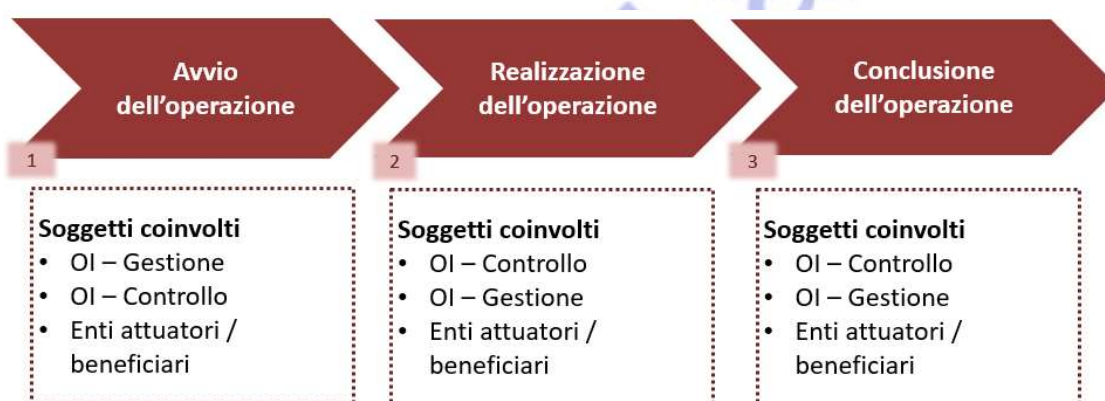 Avvio
dell'operazione
1
Soggetti coinvolti
• OI – Gestione
• OI – Controllo
• Enti attuatori /
beneficiari
Realizzazione
dell'operazione
2
Soggetti coinvolti
• OI – Controllo
• OI – Gestione
• Enti attuatori /
beneficiari
Conclusione
dell'operazione
3
Soggetti coinvolti
• OI – Controllo
• OI – Gestione
• Enti attuatori /
beneficiari